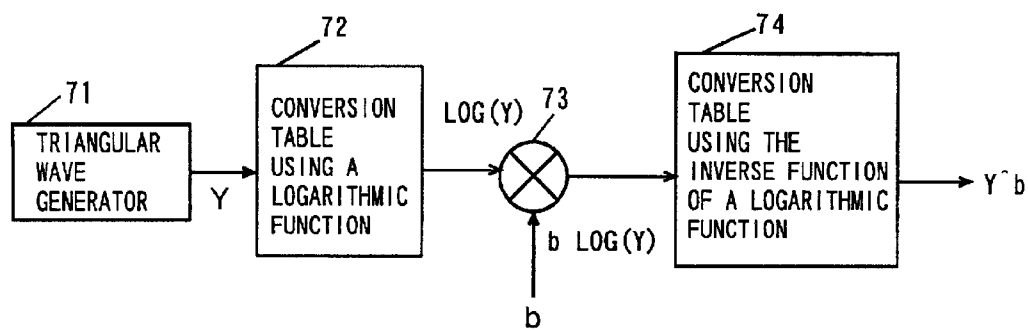 71
TRIANGULAR
WAVE
GENERATOR
Y
72
CONVERSION
TABLE
USING A
LOGARITHMIC
FUNCTION
LOG(Y)
73
b LOG(Y)
b
74
CONVERSION
TABLE
USING THE
INVERSE FUNCTION
OF A LOGARITHMIC
FUNCTION
Y^b